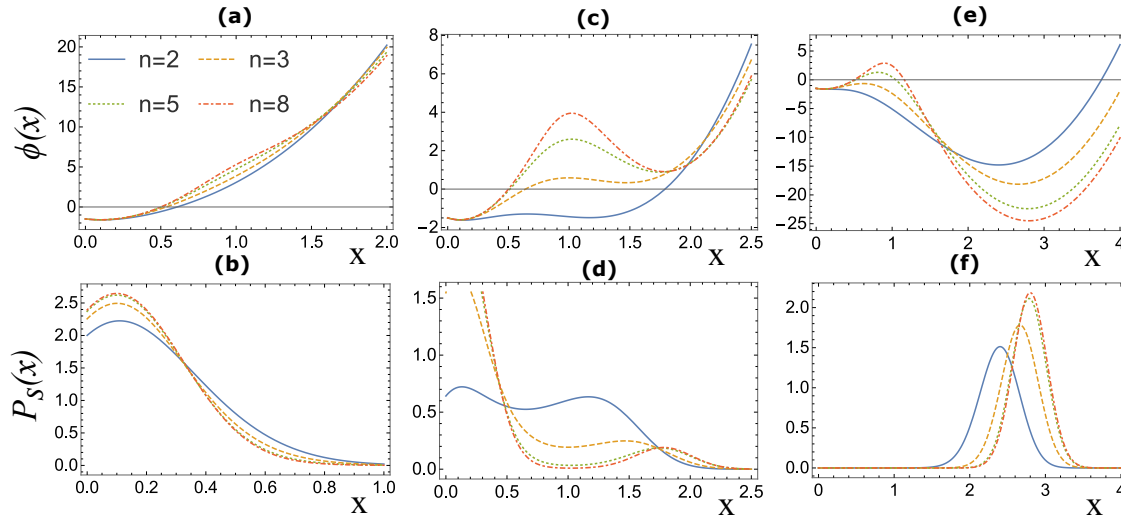 (a)
(c)
(e)
n=2
n=3
n=5
n=8
ϕ(x)
20
15
10
5
0
0.0 0.5 1.0 1.5 2.0
X
8
6
4
2
0
−2
0.0 0.5 1.0 1.5 2.0 2.5
X
5
0
−5
−10
−15
−20
−25
0 1 2 3 4
X
(b)
(d)
(f)
P_S(x)
2.5
2.0
1.5
1.0
0.5
0.0
0.0 0.2 0.4 0.6 0.8 1.0
X
1.5
1.0
0.5
0.0
0.0 0.5 1.0 1.5 2.0 2.5
X
2.0
1.5
1.0
0.5
0.0
0 1 2 3 4
X